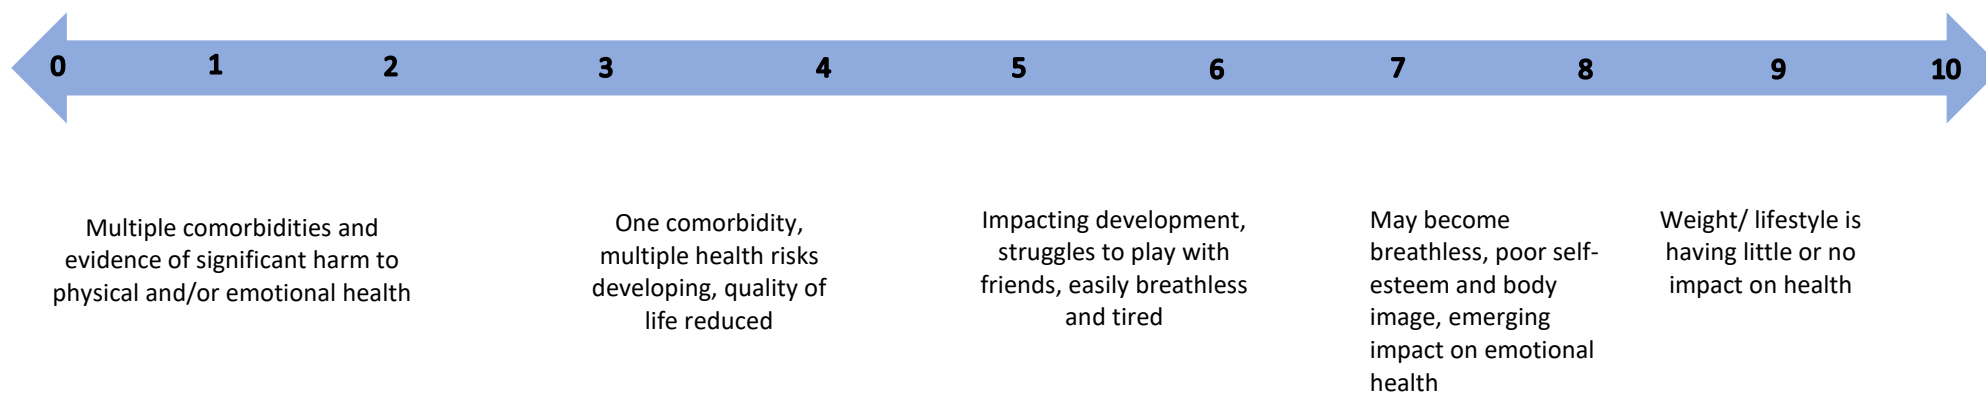 0 1 2 3 4 5 6 7 8 9 10
Multiple comorbidities and
evidence of significant harm to
physical and/or emotional health
One comorbidity,
multiple health risks
developing, quality of
life reduced
Impacting development,
struggles to play with
friends, easily breathless
and tired
May become
breathless, poor self-
esteem and body
image, emerging
impact on emotional
health
Weight/ lifestyle is
having little or no
impact on health